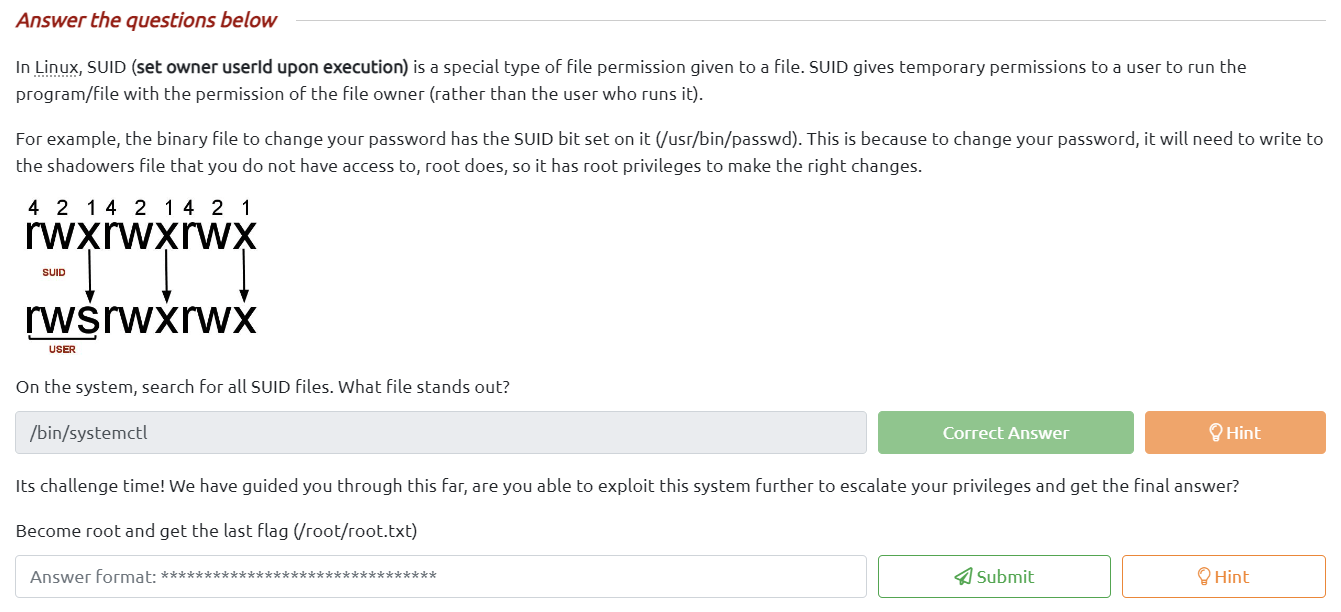 Answer the questions below
In Linux, SUID (set owner userId upon execution) is a special type of file permission given to a file. SUID gives temporary permissions to a user to run the
program/file with the permission of the file owner (rather than the user who runs it).
For example, the binary file to change your password has the SUID bit set on it (/usr/bin/passwd). This is because to change your password, it will need to write to
the shadowers file that you do not have access to, root does, so it has root privileges to make the right changes.
4 2 1 4 2 1 4 2 1
rwxrwxrwx
SUID
rwsrwxrwx
USER
On the system, search for all SUID files. What file stands out?
/bin/systemctl Correct Answer Hint
Its challenge time! We have guided you through this far, are you able to exploit this system further to escalate your privileges and get the final answer?
Become root and get the last flag (/root/root.txt)
Answer format: ******************************** Submit Hint